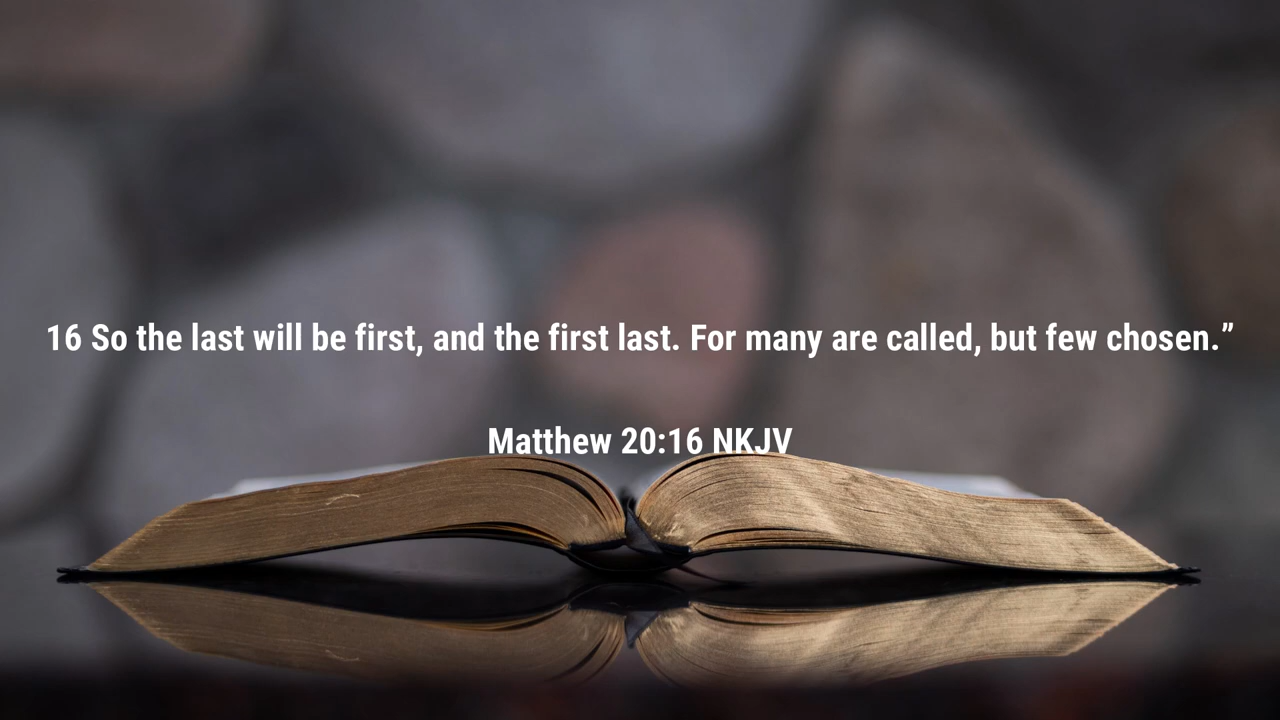 16 So the last will be first, and the first last. For many are called, but few chosen.”
Matthew 20:16 NKJV